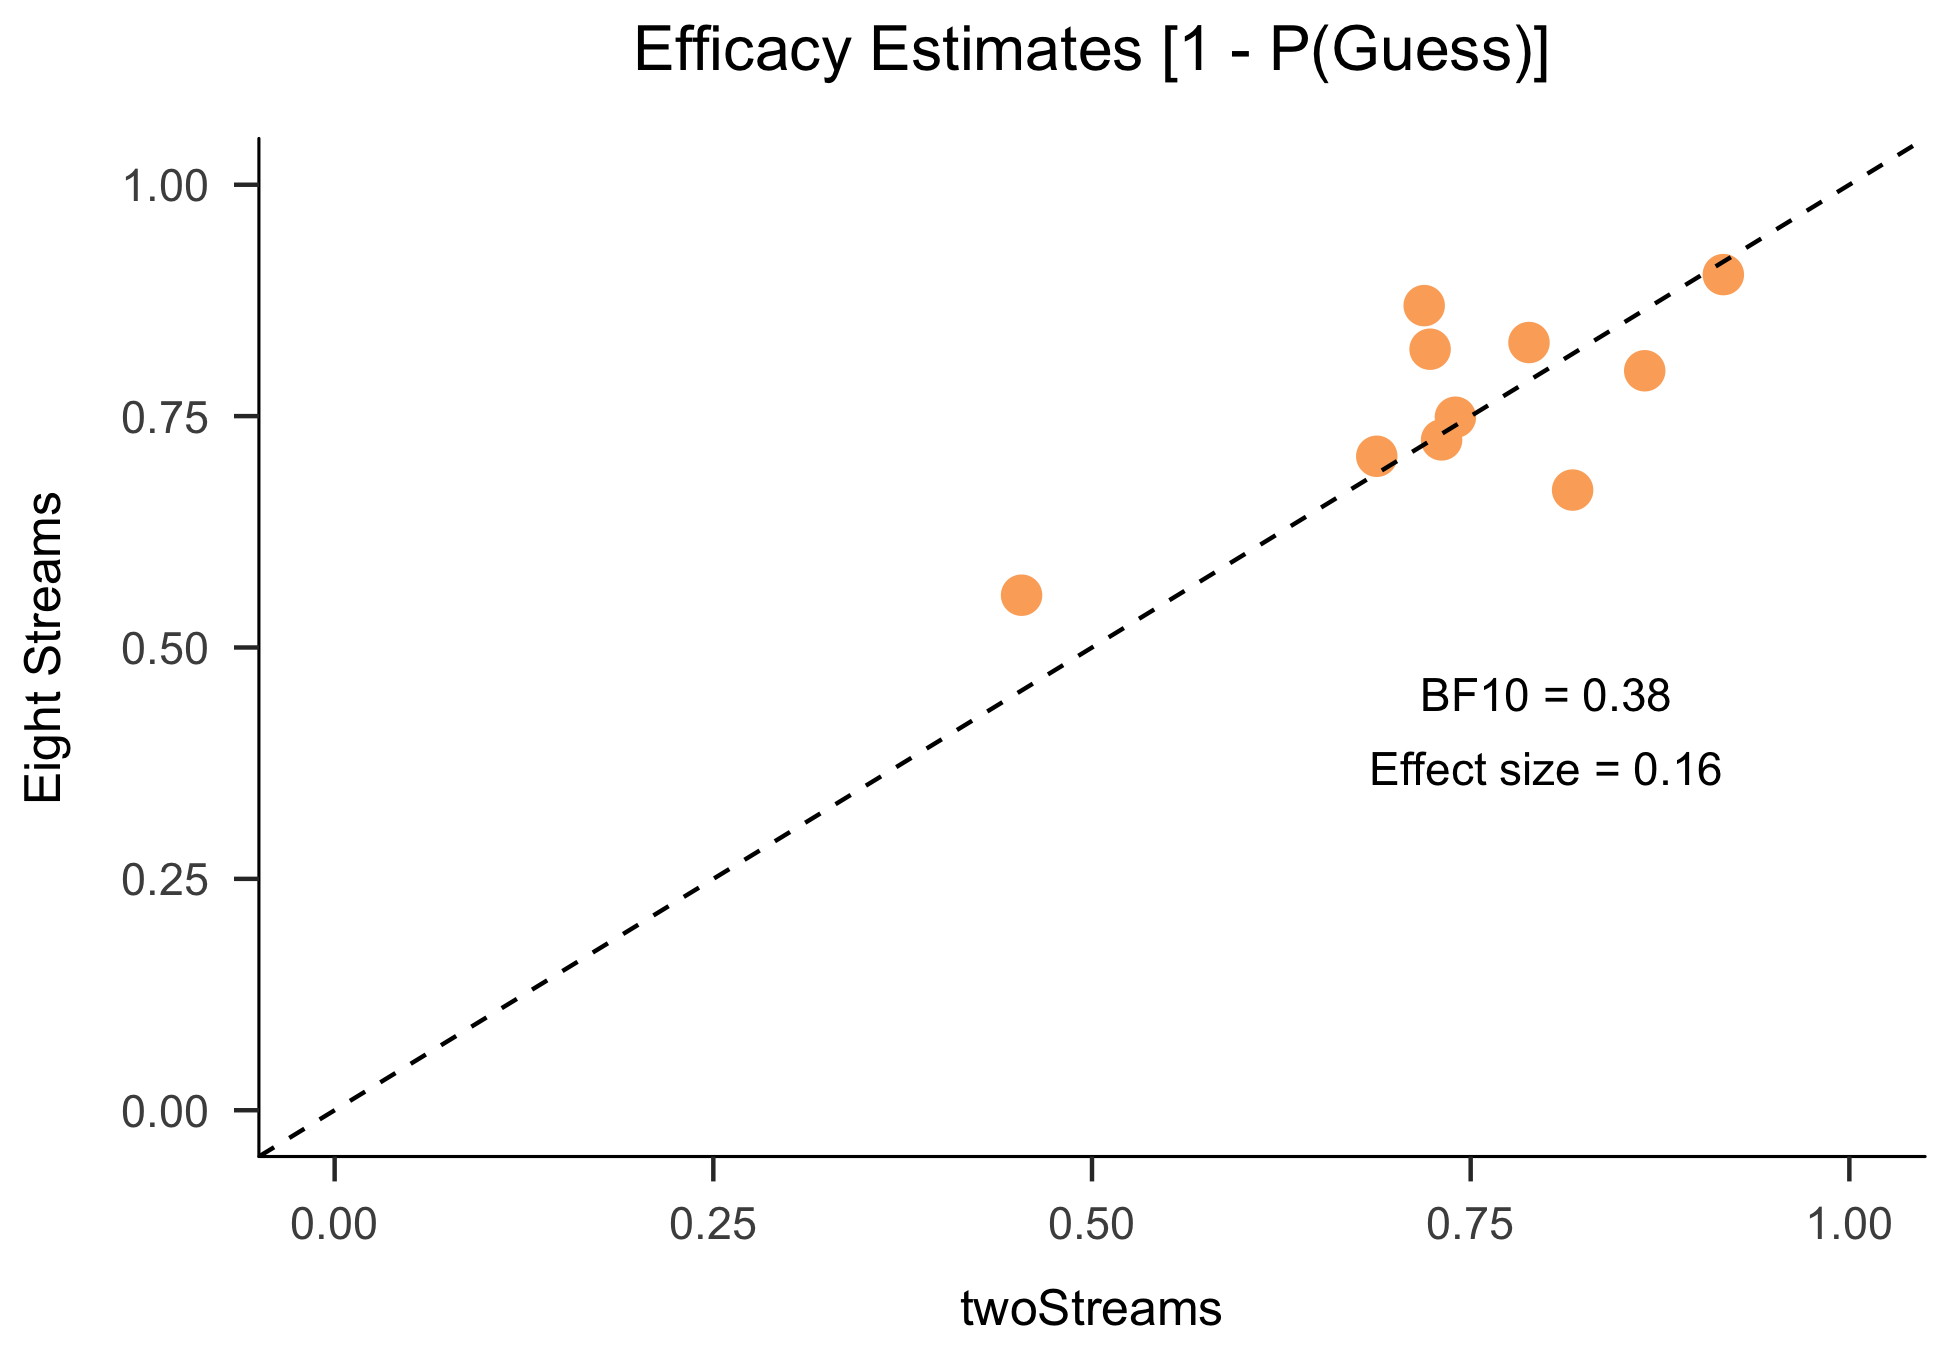 Efficacy Estimates [1 - P(Guess)]
1.00
0.75
0.50
0.25
0.00
Eight Streams
BF10 = 0.38
Effect size = 0.16
0.00 0.25 0.50 0.75 1.00
twoStreams